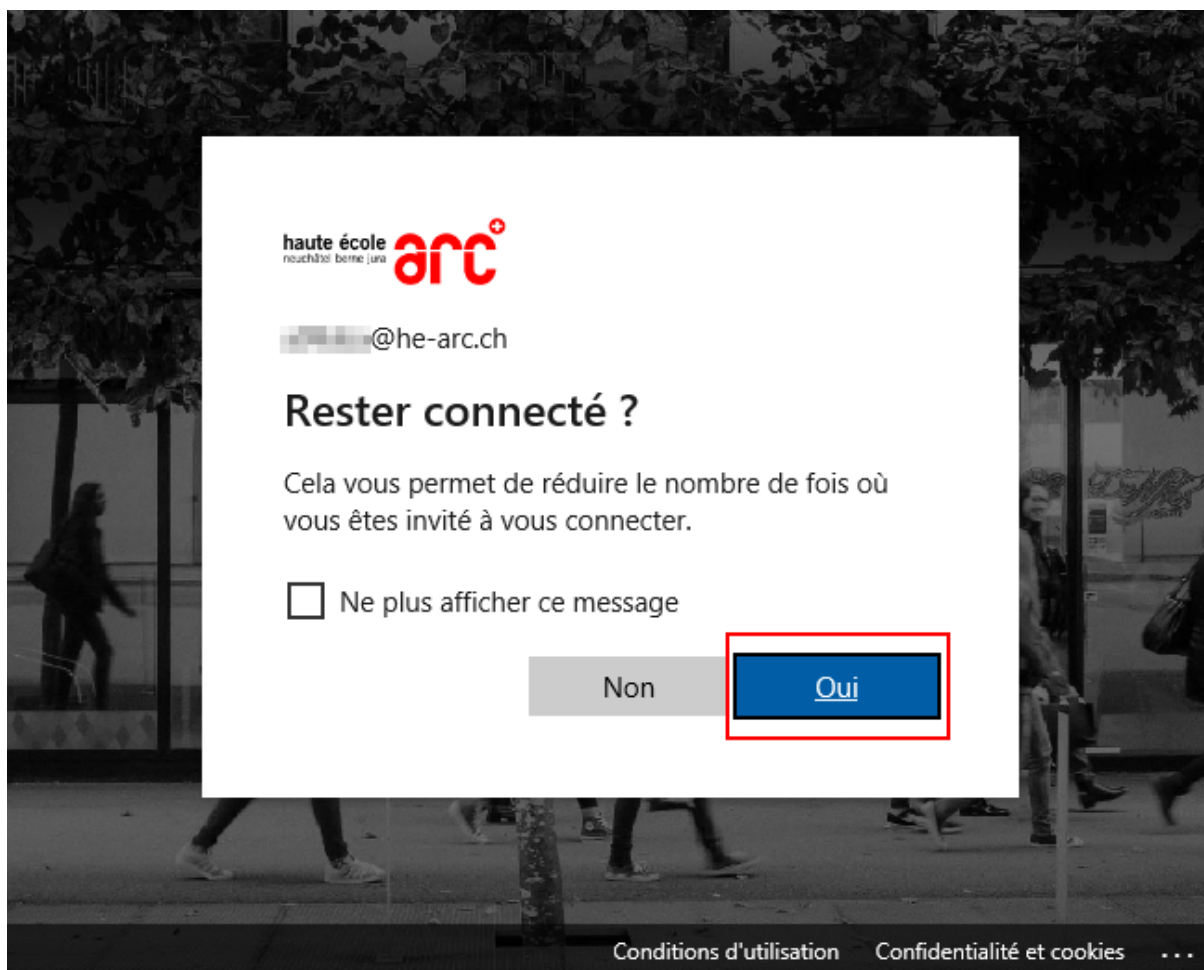 haute école arc
neuchâtel berne jura
@he-arc.ch
Rester connecté ?
Cela vous permet de réduire le nombre de fois où
vous êtes invité à vous connecter.
Ne plus afficher ce message
Non
Oui
Conditions d'utilisation Confidentialité et cookies ...